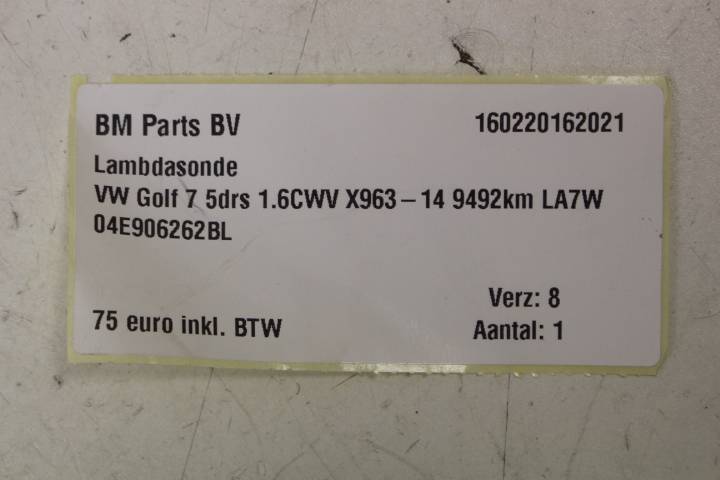 BM Parts BV 160220162021
Lambdasonde
VW Golf 7 5drs 1.6CWV X963-14 9492km LA7W
04E906262BL
Verz: 8
75 euro inkl. BTW Aantal: 1